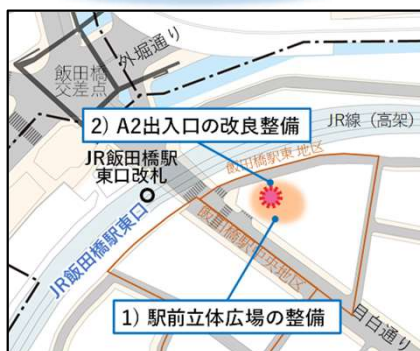 外堀通り
飯田橋
交差点
2) A2出入口の改良整備
JR線（高架）
JR飯田橋駅
東口改札
飯田橋駅東地区
JR飯田橋駅東口
飯田橋駅中央地区
目白通り
1) 駅前立体広場の整備